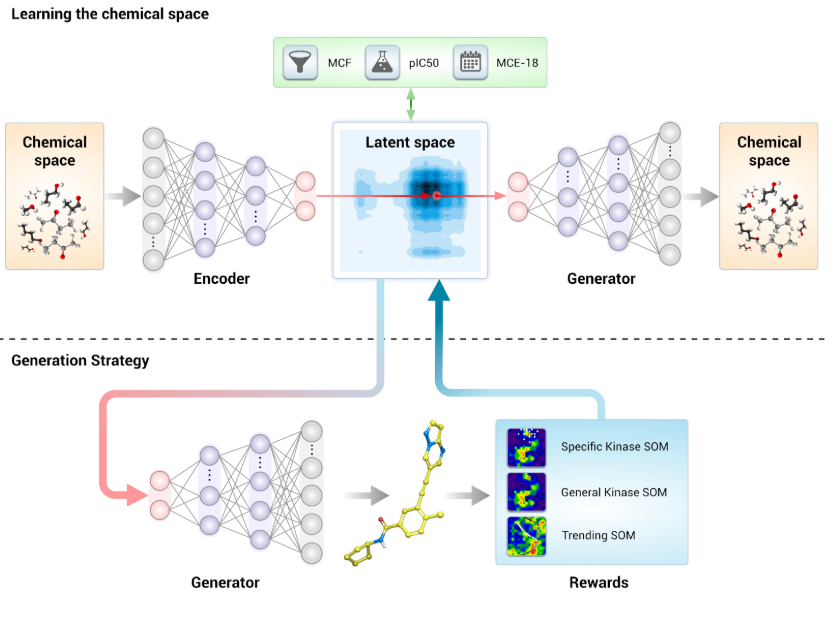 Learning the chemical space
MCF
pIC50
MCE-18
Chemical
space
Latent space
Chemical
space
Encoder
Generator
Generation Strategy
Specific Kinase SOM
General Kinase SOM
Trending SOM
Generator
Rewards